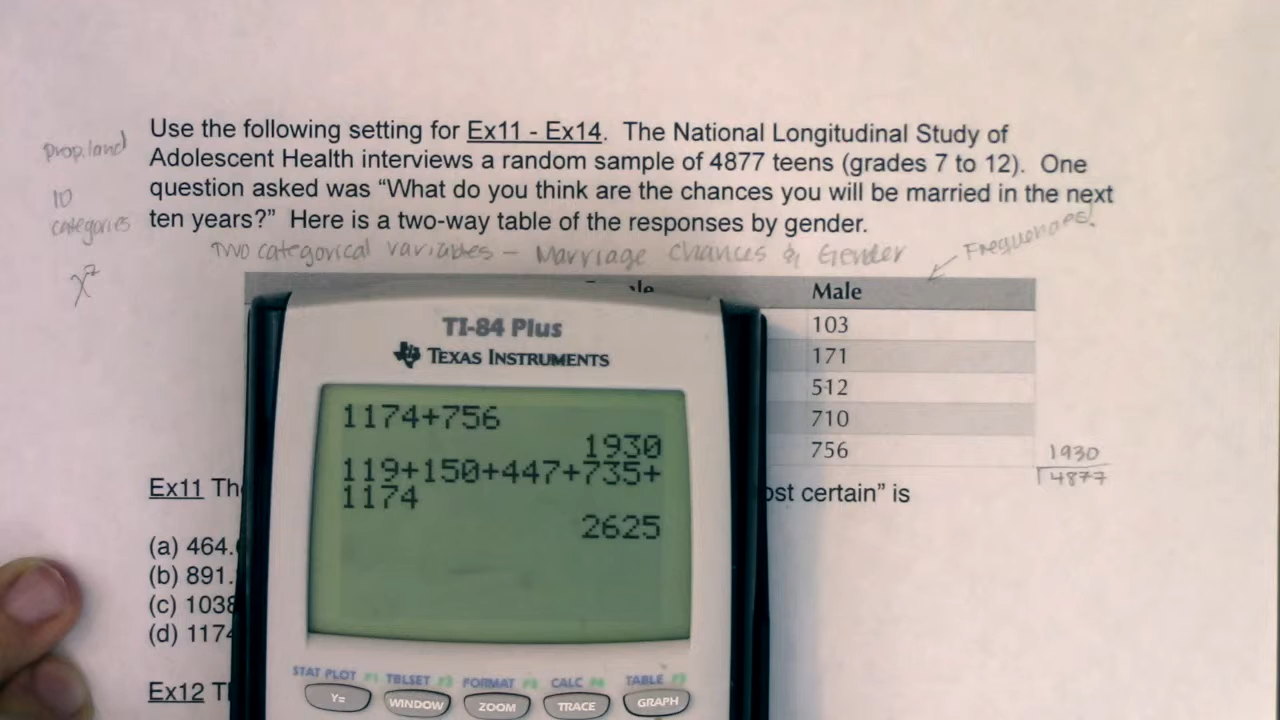 Use the following setting for Ex11 - Ex14. The National Longitudinal Study of
Adolescent Health interviews a random sample of 4877 teens (grades 7 to 12). One
question asked was “What do you think are the chances you will be married in the next
ten years?” Here is a two-way table of the responses by gender.
10
categories
χ²
Two categorical variables - Marriage Chances & Gender
Male
103
171
512
710
756
1930
4877
TI-84 Plus
TEXAS INSTRUMENTS
1174+756
1930
119+150+447+735+
1174
2625
Ex11
ost certain” is
(a) 464.
(b) 891.
(c) 1038
(d) 1174
Ex12
STAT PLOT F1 TBLSET F2 FORMAT F3 CALC F4 TABLE F5
Y= WINDOW ZOOM TRACE GRAPH